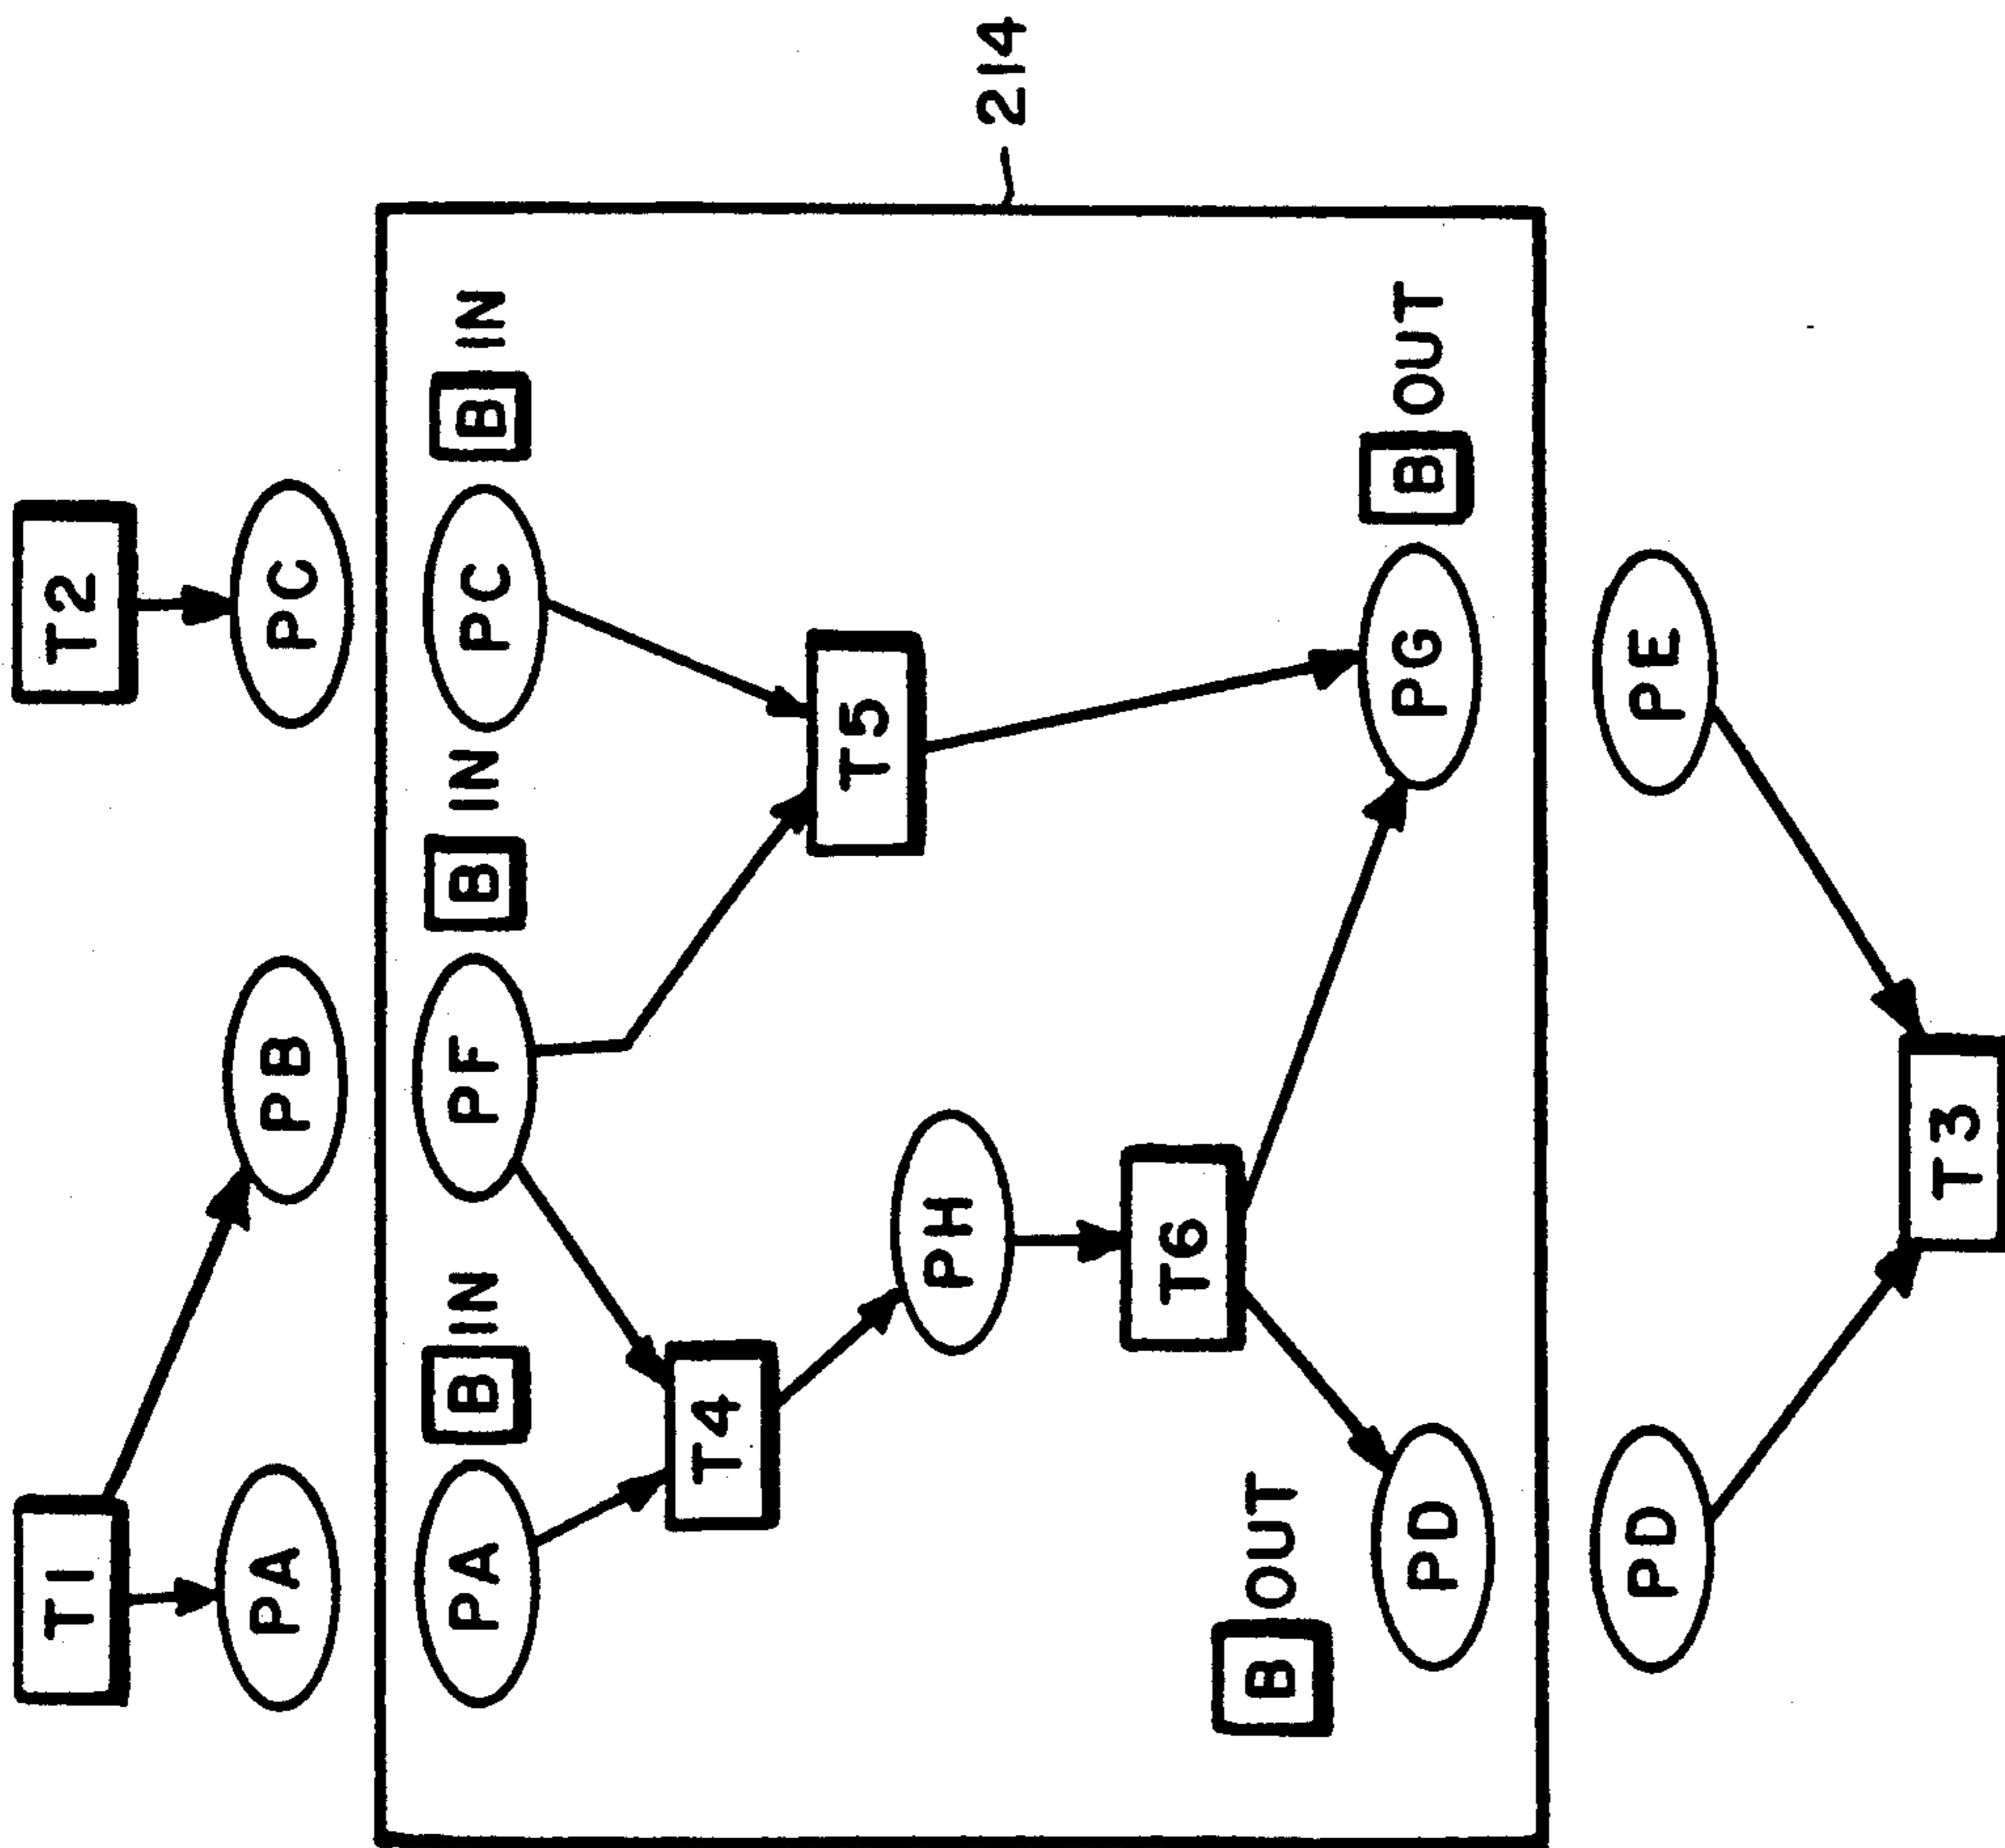 T1 T2
PA PB PC
PA B IN PF B IN PC B IN
T4
T5
PH
214
T6
B OUT
PD PG B OUT
PD PE
T3